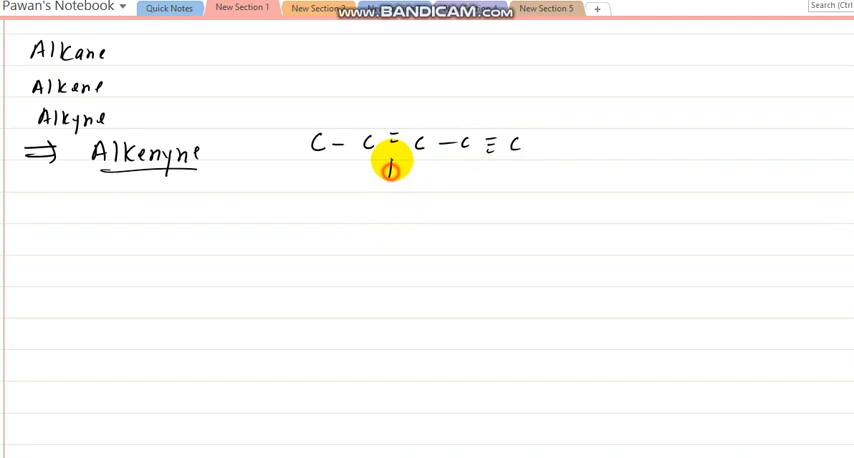 Pawan's Notebook Quick Notes New Section 1 New Section 5 + Search (Ctrl
www.BANDICAM.com
Alkane
Alkene
Alkyne
⇒ Alkenyne C - C = C - C ≡ C